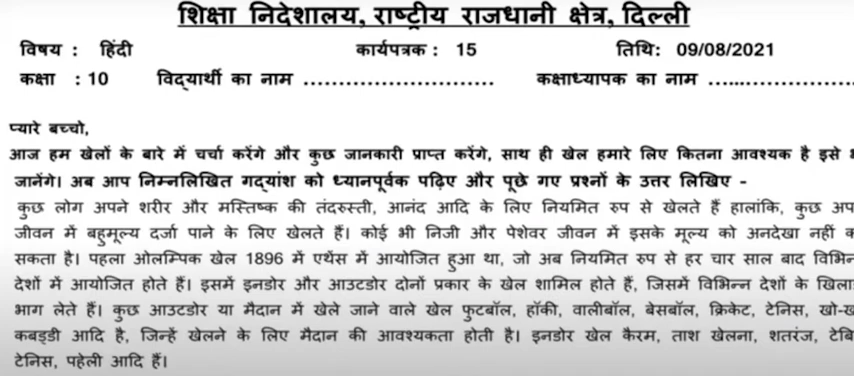 शिक्षा निदेशालय, राष्ट्रीय राजधानी क्षेत्र, दिल्ली
विषय : हिंदी कार्यपत्रक : 15 तिथि: 09/08/2021
कक्षा : 10 विद्यार्थी का नाम ............................ कक्षाध्यापक का नाम .....................
प्यारे बच्चो,
आज हम खेलों के बारे में चर्चा करेंगे और कुछ जानकारी प्राप्त करेंगे, साथ ही खेल हमारे लिए कितना आवश्यक है इसे
जानेंगे। अब आप निम्नलिखित गद्यांश को ध्यानपूर्वक पढ़िए और पूछे गए प्रश्नों के उत्तर लिखिए -
कुछ लोग अपने शरीर और मस्तिष्क की तंदरुस्ती, आनंद आदि के लिए नियमित रुप से खेलते हैं हालांकि, कुछ अप
जीवन में बहुमूल्य दर्जा पाने के लिए खेलते हैं। कोई भी निजी और पेशेवर जीवन में इसके मूल्य को अनदेखा नहीं क
सकता है। पहला ओलम्पिक खेल 1896 में एथेंस में आयोजित हुआ था, जो अब नियमित रुप से हर चार साल बाद विभिन
देशों में आयोजित होते हैं। इसमें इनडोर और आउटडोर दोनों प्रकार के खेल शामिल होते हैं, जिसमें विभिन्न देशों के खिला
भाग लेते हैं। कुछ आउटडोर या मैदान में खेले जाने वाले खेल फुटबॉल, हॉकी, वालीबॉल, बेसबॉल, क्रिकेट, टेनिस, खो-ख
कबड्डी आदि है, जिन्हें खेलने के लिए मैदान की आवश्यकता होती है। इनडोर खेल कैरम, ताश खेलना, शतरंज, टेबि
टेनिस, पहेली आदि हैं।